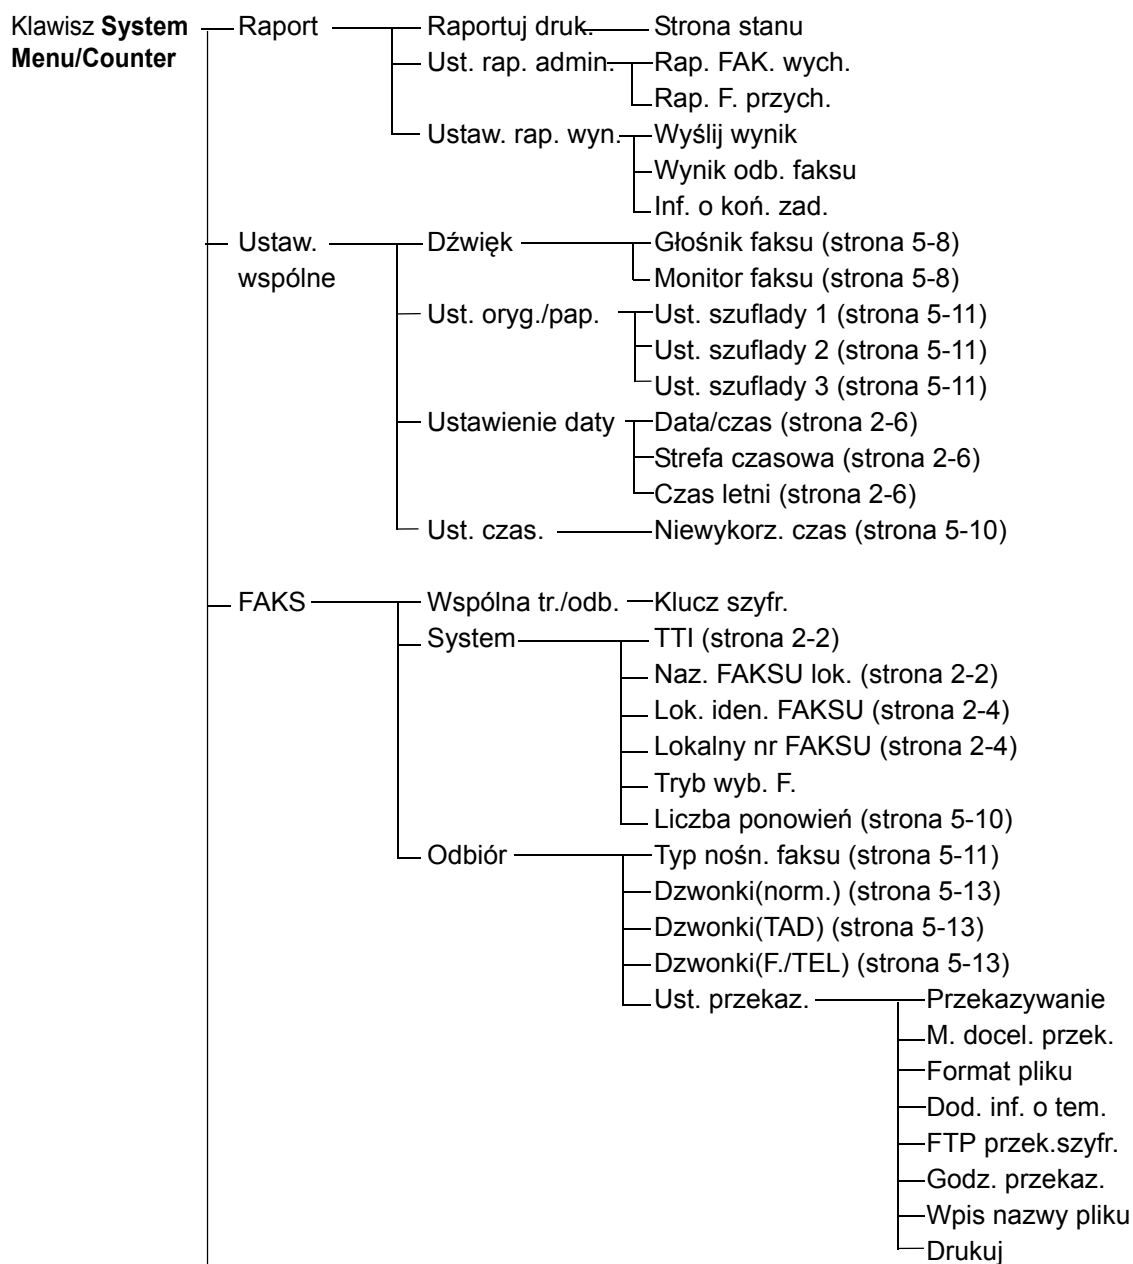 Klawisz System Menu/Counter
Raport
Raportuj druk.
Strona stanu
Ust. rap. admin.
Rap. FAK. wych.
Rap. F. przych.
Ustaw. rap. wyn.
Wyślij wynik
Wynik odb. faksu
Inf. o koń. zad.
Ustaw. wspólne
Dźwięk
Głośnik faksu (strona 5-8)
Monitor faksu (strona 5-8)
Ust. oryg./pap.
Ust. szuflady 1 (strona 5-11)
Ust. szuflady 2 (strona 5-11)
Ust. szuflady 3 (strona 5-11)
Ustawienie daty
Data/czas (strona 2-6)
Strefa czasowa (strona 2-6)
Czas letni (strona 2-6)
Ust. czas.
Niewykorz. czas (strona 5-10)
FAKS
Wspólna tr./odb.
Klucz szyfr.
System
TTI (strona 2-2)
Naz. FAKSU lok. (strona 2-2)
Lok. iden. FAKSU (strona 2-4)
Lokalny nr FAKSU (strona 2-4)
Tryb wyb. F.
Liczba ponowień (strona 5-10)
Odbiór
Typ nośn. faksu (strona 5-11)
Dzwonki(norm.) (strona 5-13)
Dzwonki(TAD) (strona 5-13)
Dzwonki(F./TEL) (strona 5-13)
Ust. przekaz.
Przekazywanie
M. docel. przek.
Format pliku
Dod. inf. o tem.
FTP przek.szyfr.
Godz. przekaz.
Wpis nazwy pliku
Drukuj